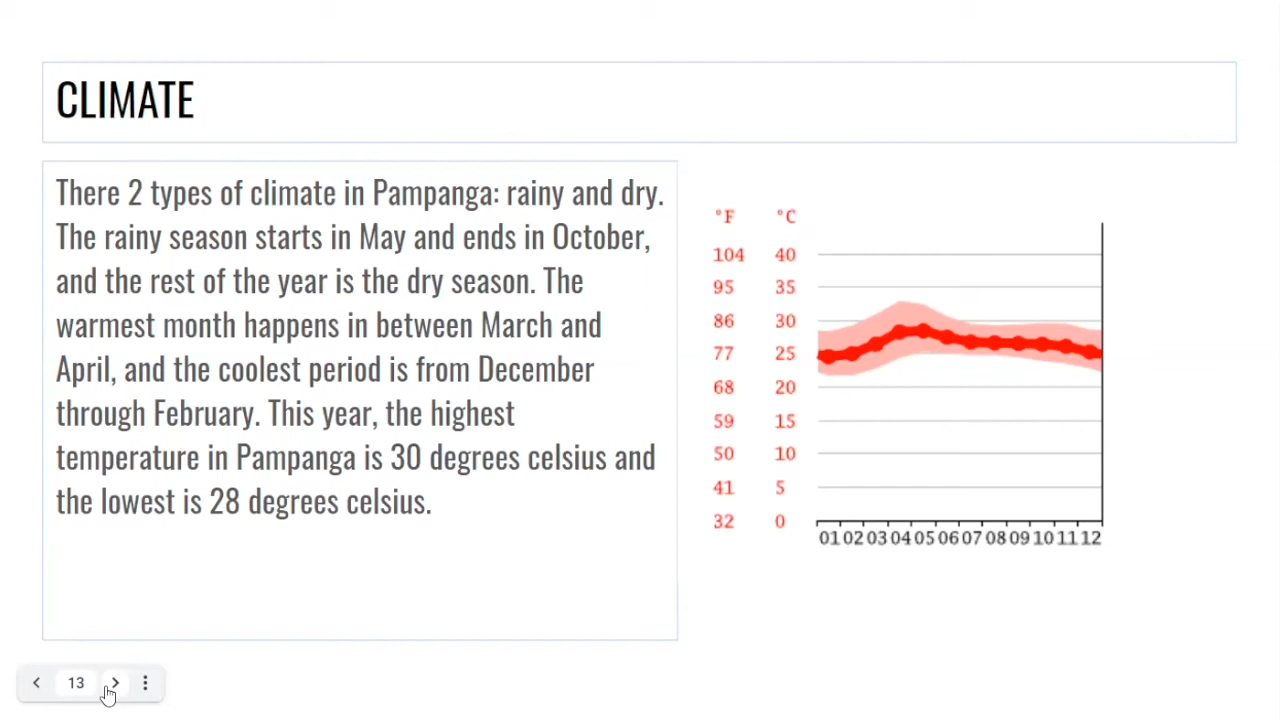 CLIMATE
There 2 types of climate in Pampanga: rainy and dry.
The rainy season starts in May and ends in October,
and the rest of the year is the dry season. The
warmest month happens in between March and
April, and the coolest period is from December
through February. This year, the highest
temperature in Pampanga is 30 degrees celsius and
the lowest is 28 degrees celsius.
°F °C
104 40
95 35
86 30
77 25
68 20
59 15
50 10
41 5
32 0
01 02 03 04 05 06 07 08 09 10 11 12
13